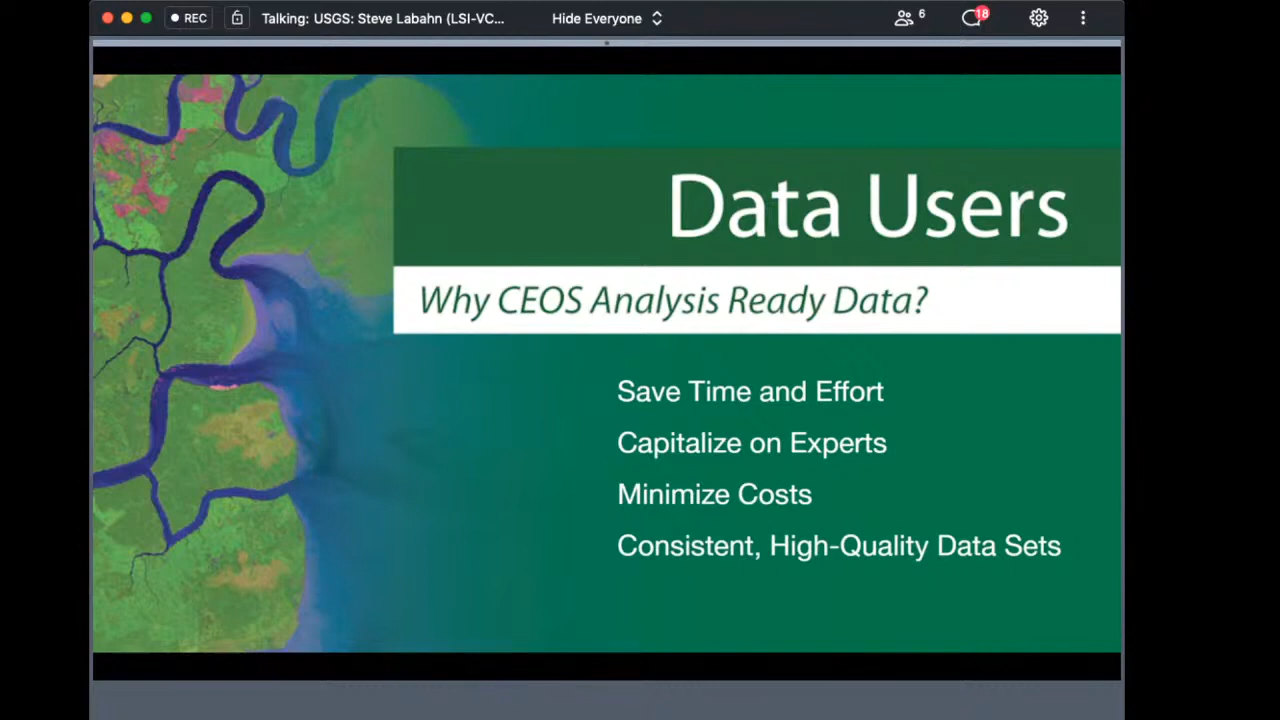 REC
Talking: USGS: Steve Labahn (LSI-VC...
Hide Everyone
6
18
Data Users
Why CEOS Analysis Ready Data?
Save Time and Effort
Capitalize on Experts
Minimize Costs
Consistent, High-Quality Data Sets